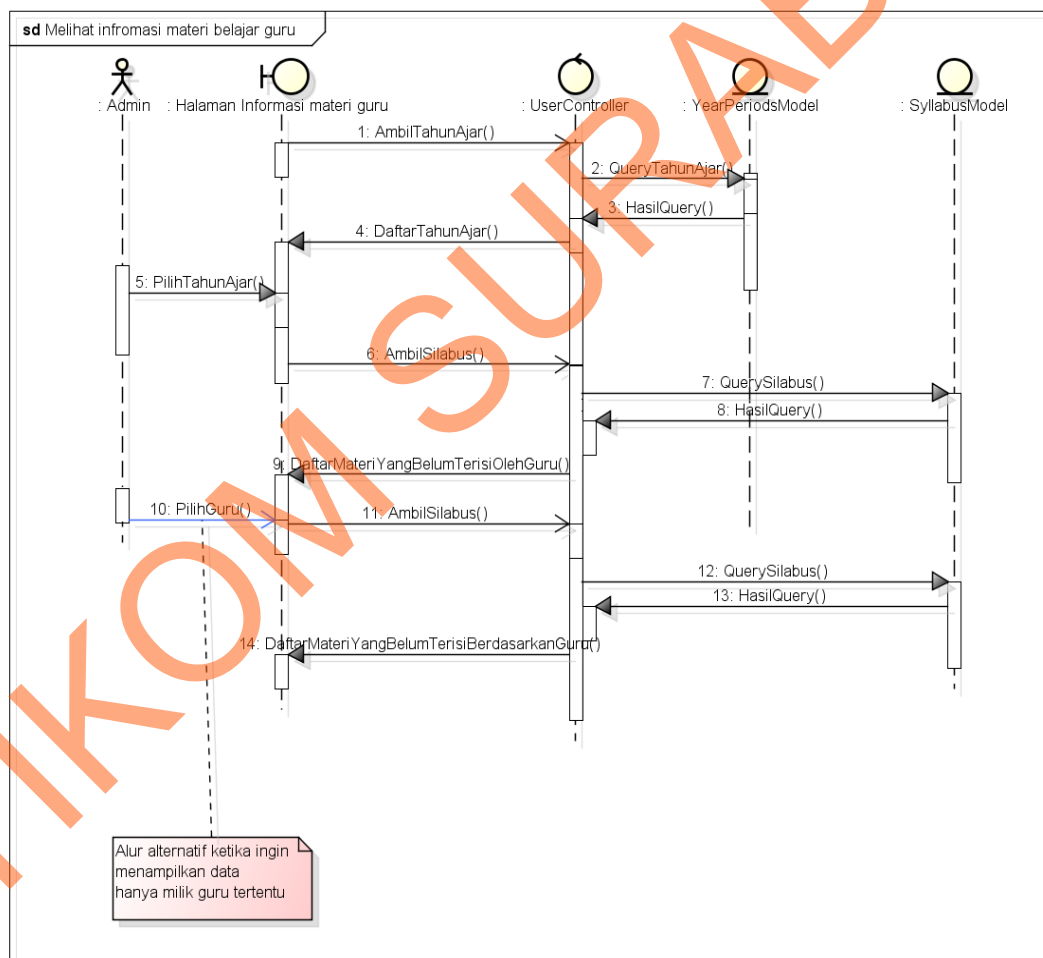 sd Melihat infromasi materi belajar guru
: Admin
: Halaman Informasi materi guru
: UserController
: YearPeriodsModel
: SyllabusModel
1: AmbilTahunAjar()
2: QueryTahunAjar()
3: HasilQuery()
4: DaftarTahunAjar()
5: PilihTahunAjar()
6: AmbilSilabus()
7: QuerySilabus()
8: HasilQuery()
9: DaftarMateriYangBelumTerisiOlehGuru()
10: PilihGuru()
11: AmbilSilabus()
12: QuerySilabus()
13: HasilQuery()
14: DaftarMateriYangBelumTerisiBerdasarkanGuru()
Alur alternatif ketika ingin
menampilkan data
hanya milik guru tertentu
IKOM SURAB